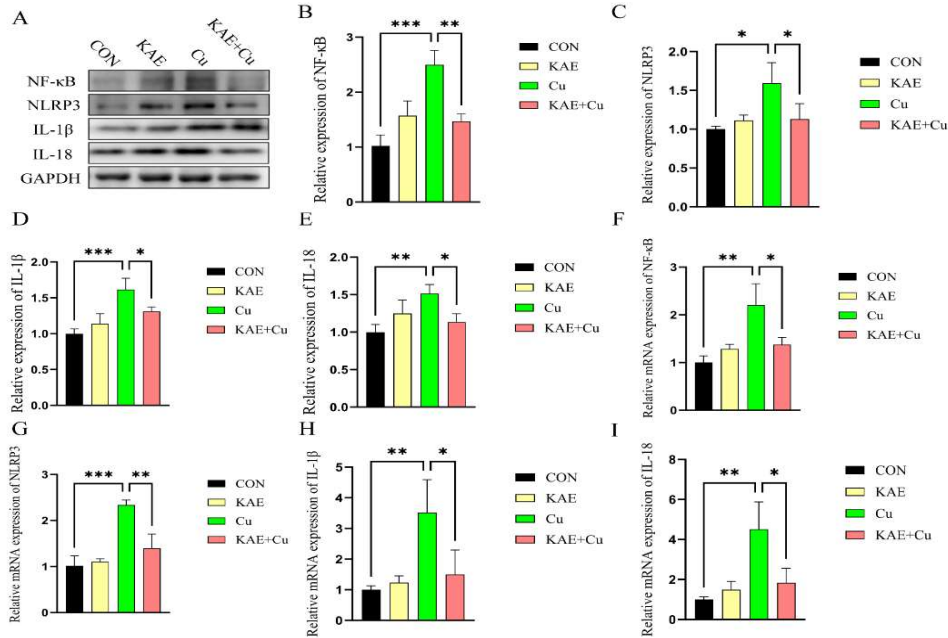 A
CON KAE Cu KAE+Cu
NF-κB
NLRP3
IL-1β
IL-18
GAPDH
B
Relative expression of NF-κB
3
2
1
0
*** **
CON
KAE
Cu
KAE+Cu
C
Relative expression of NLRP3
2.0
1.5
1.0
0.5
0.0
* *
CON
KAE
Cu
KAE+Cu
D
Relative expression of IL-1β
2.0
1.5
1.0
0.5
0.0
*** *
CON
KAE
Cu
KAE+Cu
E
Relative expression of IL-18
2.0
1.5
1.0
0.5
0.0
** *
CON
KAE
Cu
KAE+Cu
F
Relative mRNA expression of NF-κB
4
3
2
1
0
** *
CON
KAE
Cu
KAE+Cu
G
Relative mRNA expression of NLRP3
3
2
1
0
*** **
CON
KAE
Cu
KAE+Cu
H
Relative mRNA expression of IL-1β
5
4
3
2
1
0
** *
CON
KAE
Cu
KAE+Cu
I
Relative mRNA expression of IL-18
8
6
4
2
0
** *
CON
KAE
Cu
KAE+Cu